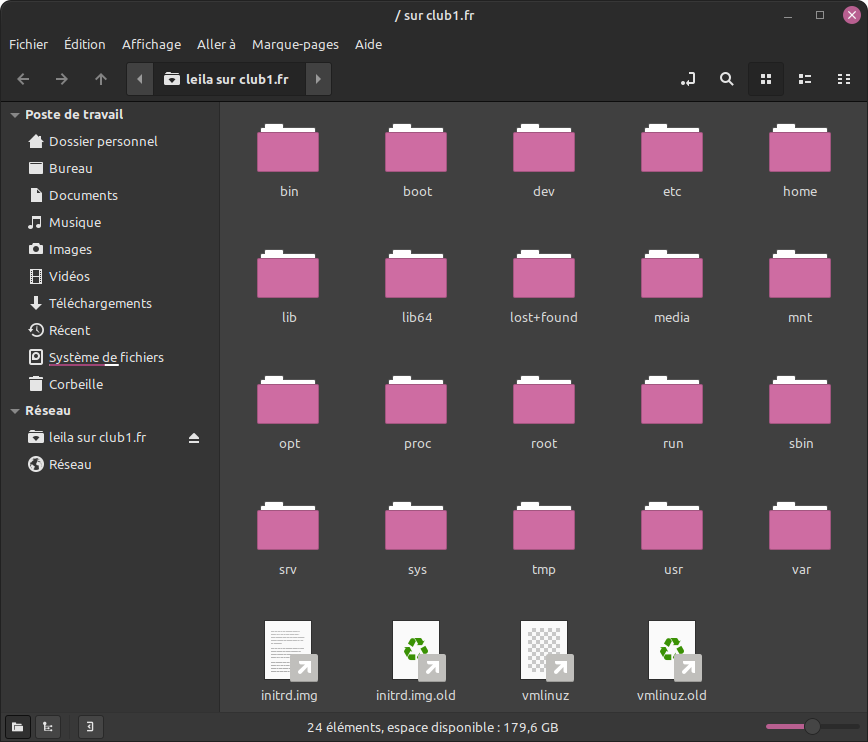 / sur club1.fr
Fichier Édition Affichage Aller à Marque-pages Aide
leila sur club1.fr
Poste de travail
Dossier personnel
Bureau
Documents
Musique
Images
Vidéos
Téléchargements
Récent
Système de fichiers
Corbeille
Réseau
leila sur club1.fr
Réseau
bin boot dev etc home
lib lib64 lost+found media mnt
opt proc root run sbin
srv sys tmp usr var
initrd.img initrd.img.old vmlinuz vmlinuz.old
24 éléments, espace disponible : 179,6 GB